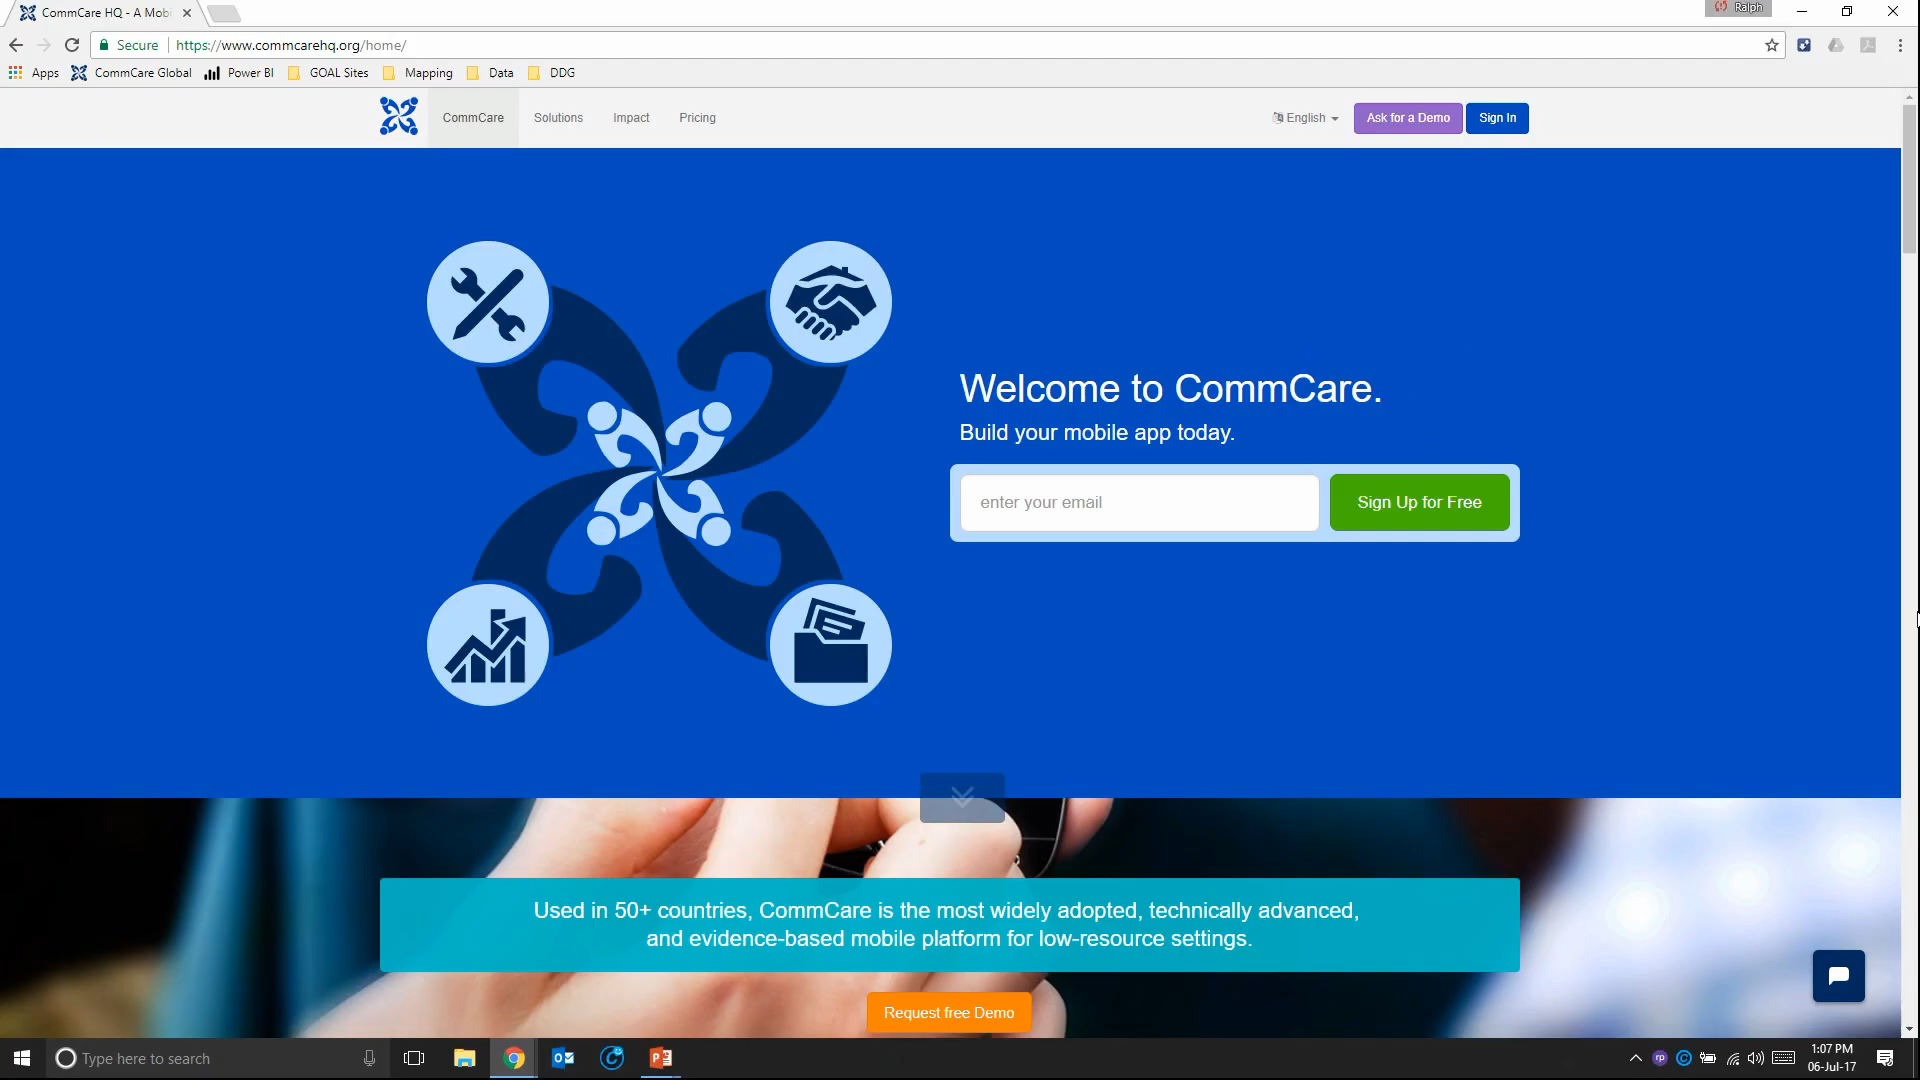 CommCare HQ - A Mobi
Ralph
Secure
https://www.commcarehq.org/home/
Apps
CommCare Global
Power BI
GOAL Sites
Mapping
Data
DDG
CommCare
Solutions
Impact
Pricing
English
Ask for a Demo
Sign In
Welcome to CommCare.
Build your mobile app today.
enter your email
Sign Up for Free
Used in 50+ countries, CommCare is the most widely adopted, technically advanced,
and evidence-based mobile platform for low-resource settings.
Request free Demo
Type here to search
rp
1:07 PM
06-Jul-17